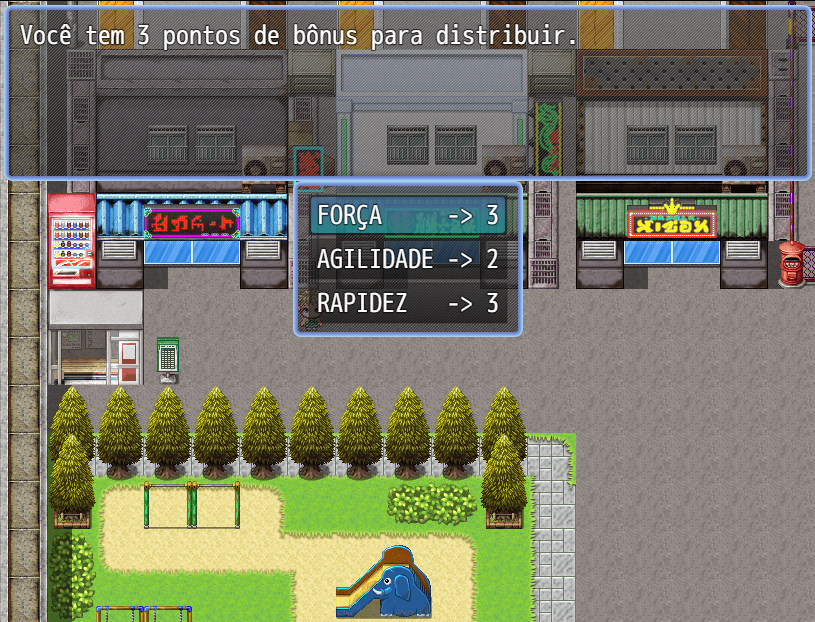 Você tem 3 pontos de bônus para distribuir.
FORÇA -> 3
AGILIDADE -> 2
RAPIDEZ -> 3